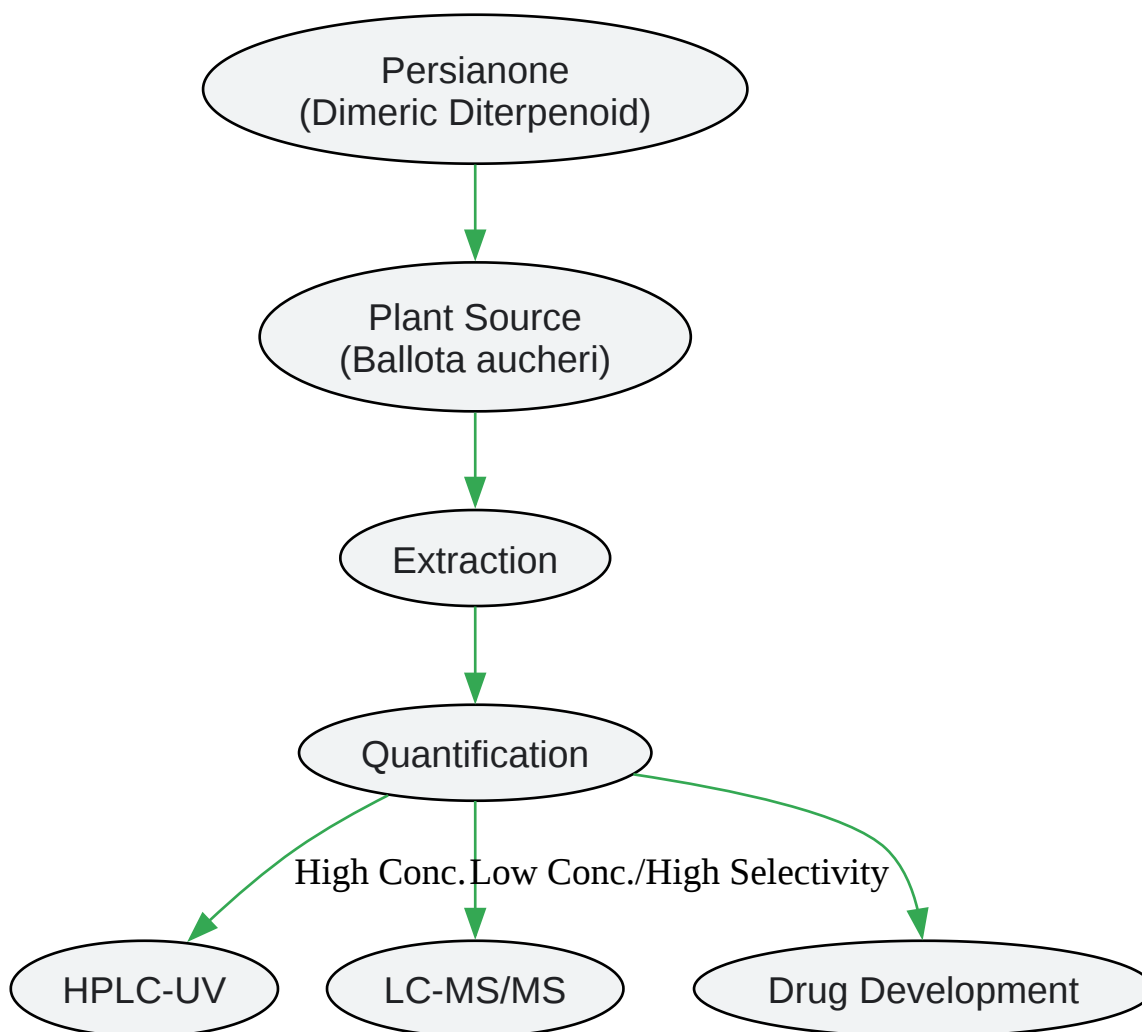 Persianone
(Dimeric Diterpenoid)
Plant Source
(Ballota aucheri)
Extraction
Quantification
High Conc.
Low Conc./High Selectivity
HPLC-UV
LC-MS/MS
Drug Development